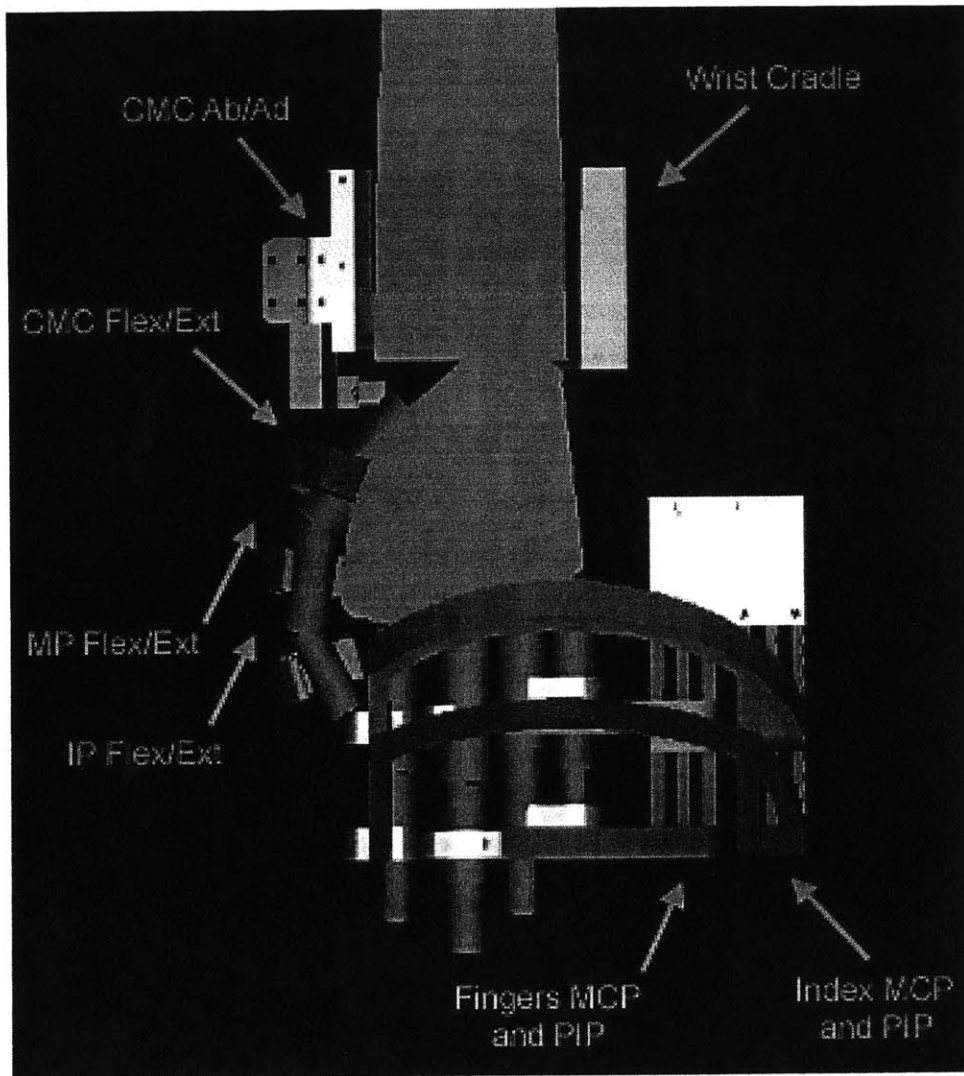 CMC Ab/Ad
Wrist Cradle
CMC Flex/Ext
MP Flex/Ext
IP Flex/Ext
Fingers MCP
and PIP
Index MCP
and PIP